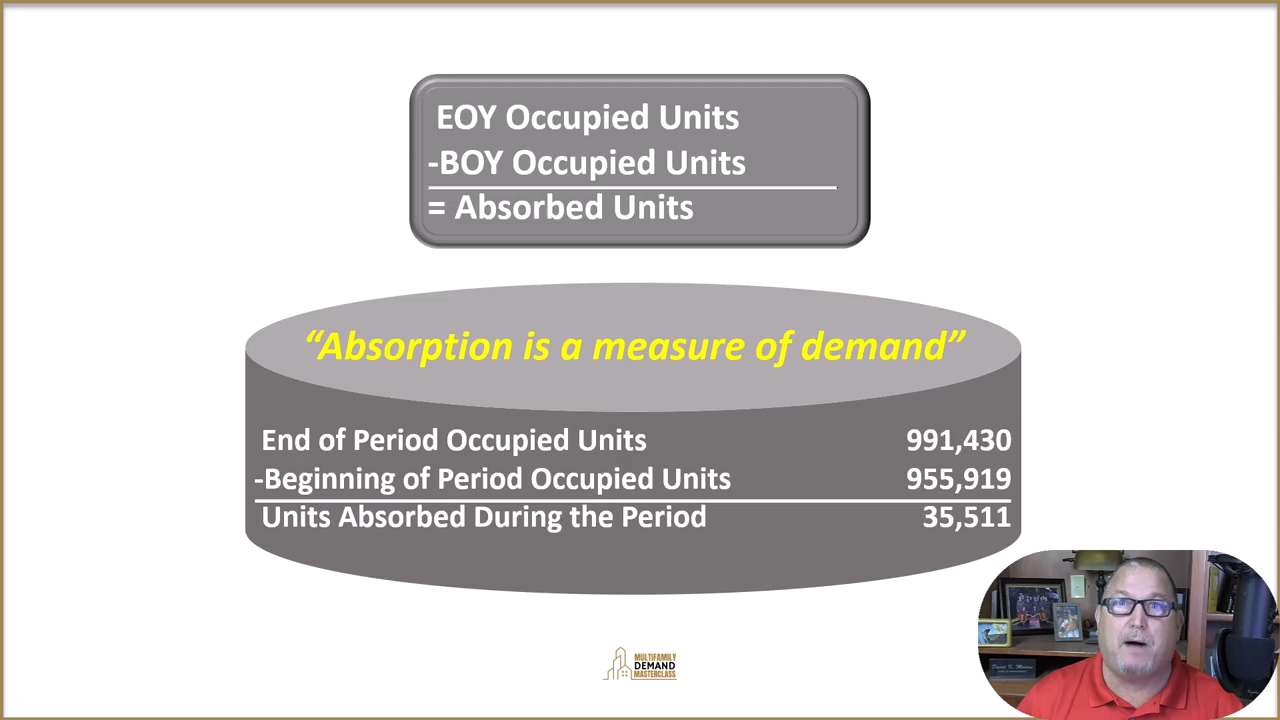 EOY Occupied Units
-BOY Occupied Units
= Absorbed Units
“Absorption is a measure of demand”
End of Period Occupied Units 991,430
-Beginning of Period Occupied Units 955,919
Units Absorbed During the Period 35,511
MULTIFAMILY
DEMAND
MASTERCLASS